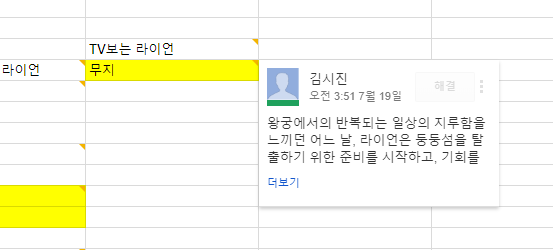 TV보는 라이언
라이언
무지
김시진
오전 3:51 7월 19일
해결
왕궁에서의 반복되는 일상의 지루함을
느끼던 어느 날, 라이언은 둥둥섬을 탈
출하기 위한 준비를 시작하고, 기회를
더보기